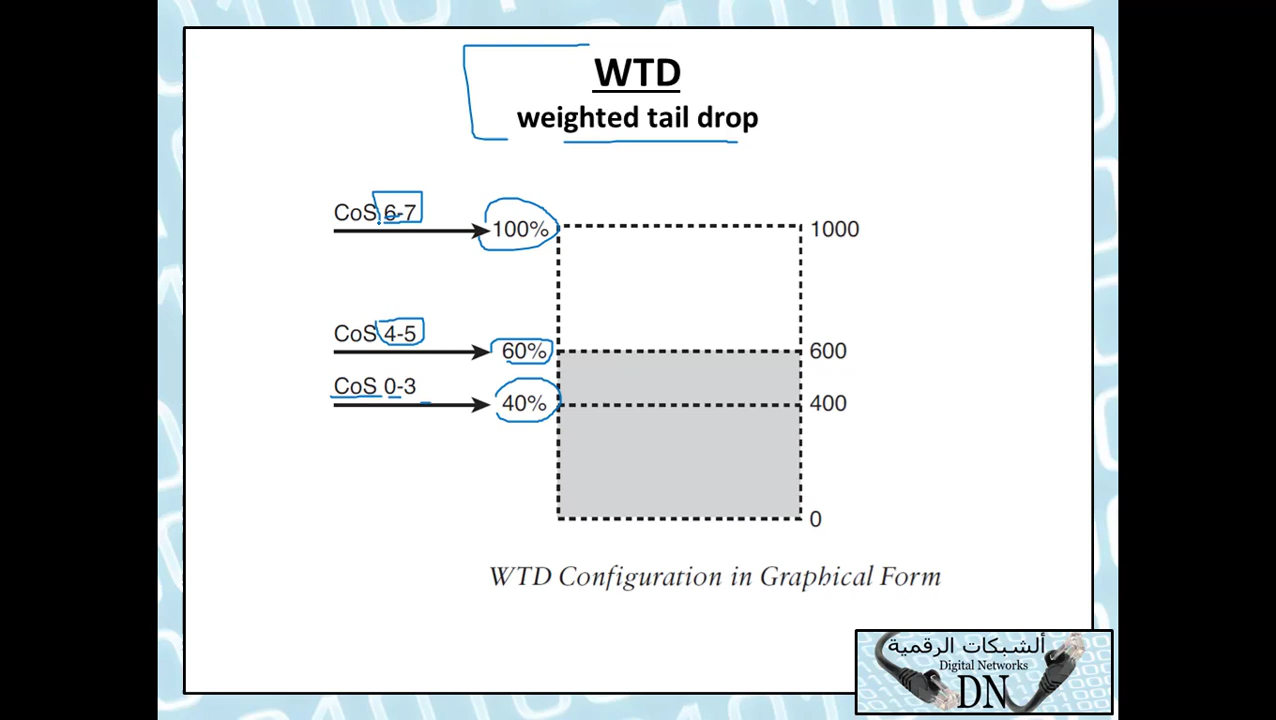 WTD
weighted tail drop
CoS 6-7
100%
1000
CoS 4-5
60%
600
CoS 0-3
40%
400
0
WTD Configuration in Graphical Form
ألشبكات الرقمية
Digital Networks
DN